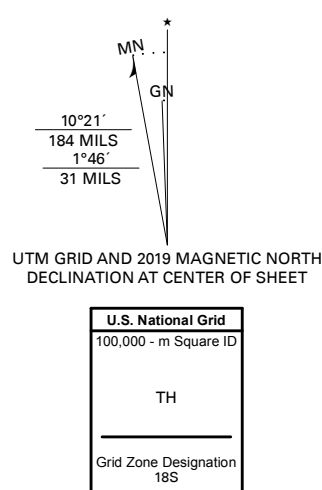 ★
MN
GN
10°21´
184 MILS
1°46´
31 MILS
UTM GRID AND 2019 MAGNETIC NORTH
DECLINATION AT CENTER OF SHEET
U.S. National Grid
100,000 - m Square ID
TH
Grid Zone Designation
18S